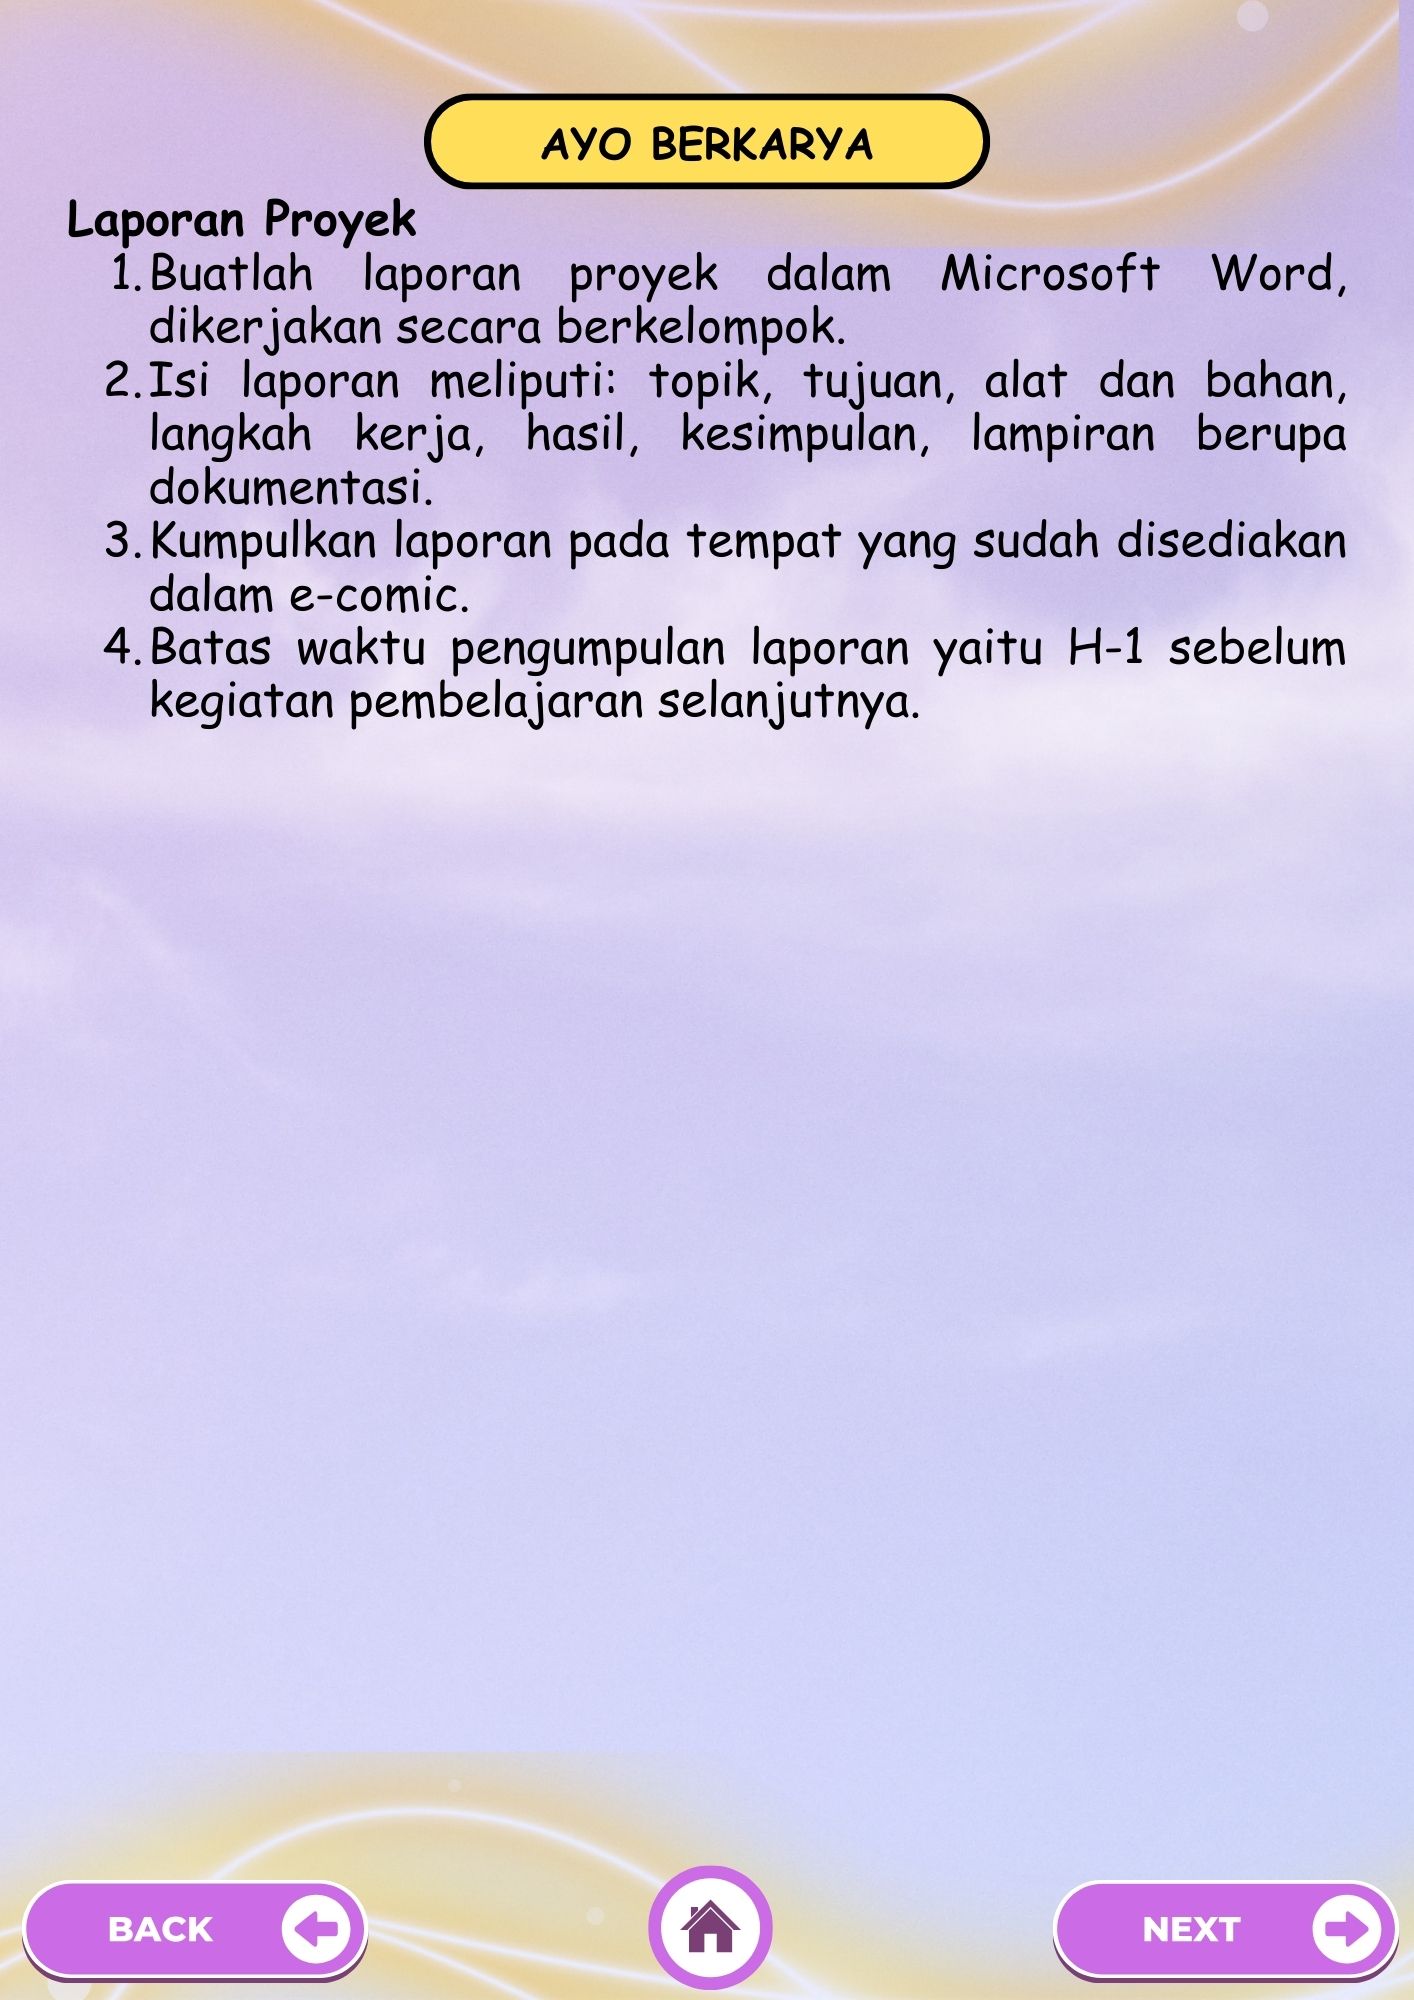 AYO BERKARYA
Laporan Proyek
1. Buatlah laporan proyek dalam Microsoft Word,
dikerjakan secara berkelompok.
2. Isi laporan meliputi: topik, tujuan, alat dan bahan,
langkah kerja, hasil, kesimpulan, lampiran berupa
dokumentasi.
3. Kumpulkan laporan pada tempat yang sudah disediakan
dalam e-comic.
4. Batas waktu pengumpulan laporan yaitu H-1 sebelum
kegiatan pembelajaran selanjutnya.
BACK
NEXT